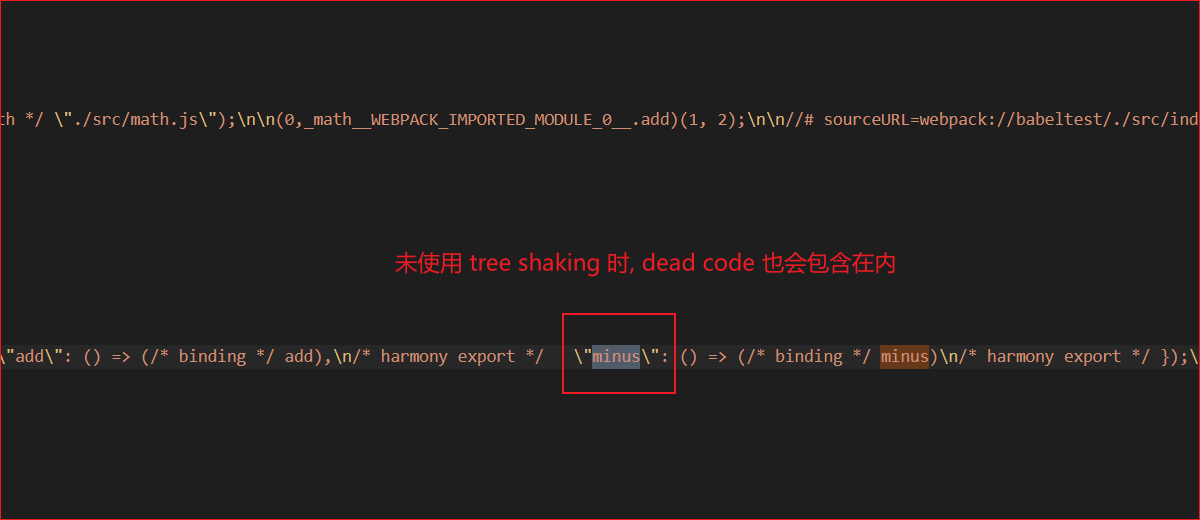 th */ \"./src/math.js\");\n\n(0,_math__WEBPACK_IMPORTED_MODULE_0__.add)(1, 2);\n\n//# sourceURL=webpack://babeltest/./src/ind
未使用 tree shaking 时, dead code 也会包含在内
\"add\": () => (/* binding */ add),\n/* harmony export */   \"minus\": () => (/* binding */ minus)\n/* harmony export */ });\